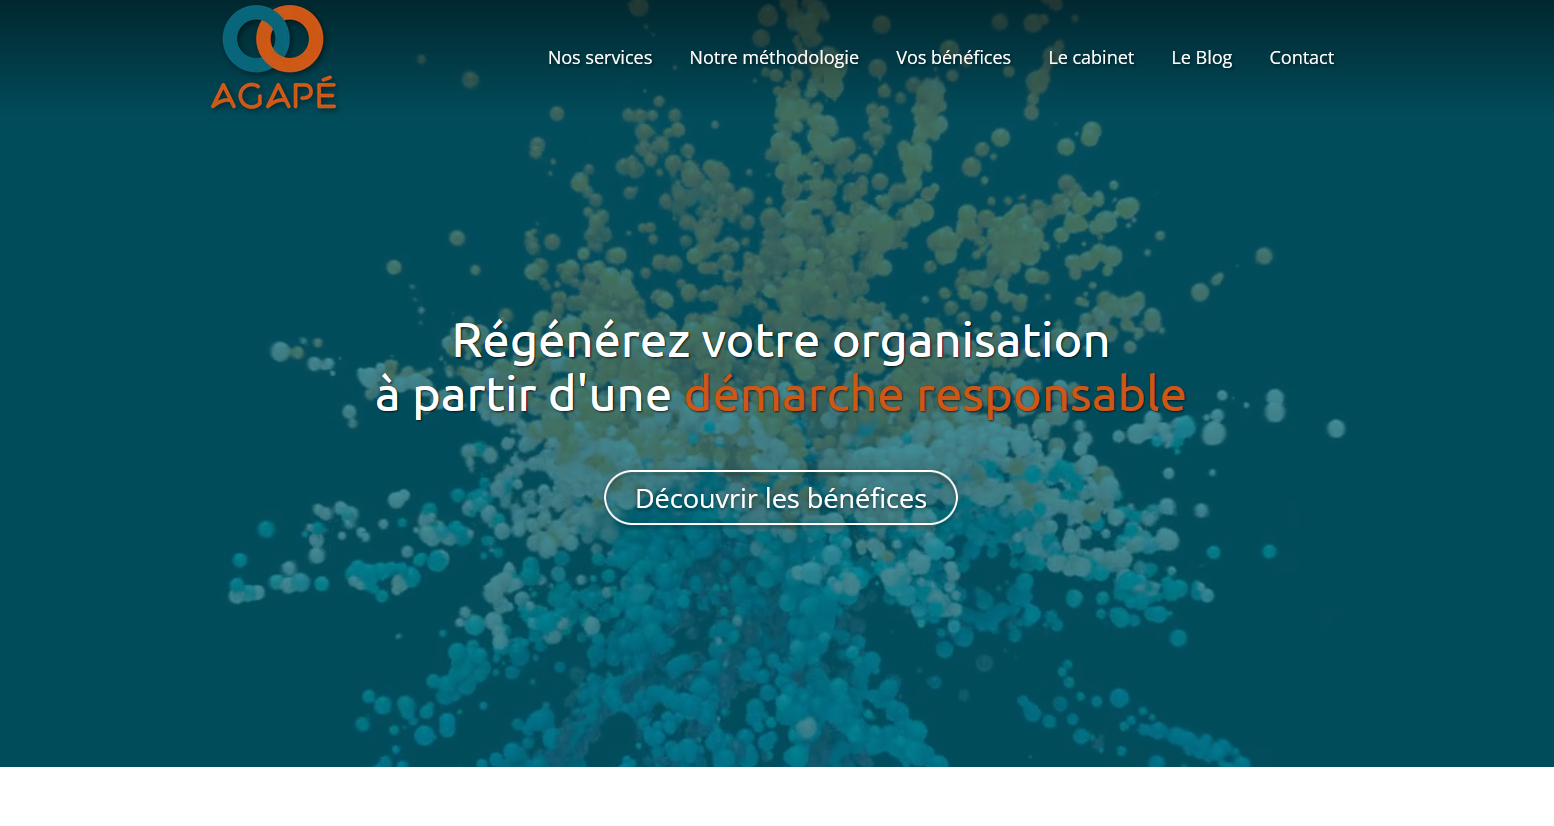 AGAPÉ
Nos services Notre méthodologie Vos bénéfices Le cabinet Le Blog Contact
Régénérez votre organisation
à partir d'une démarche responsable
Découvrir les bénéfices